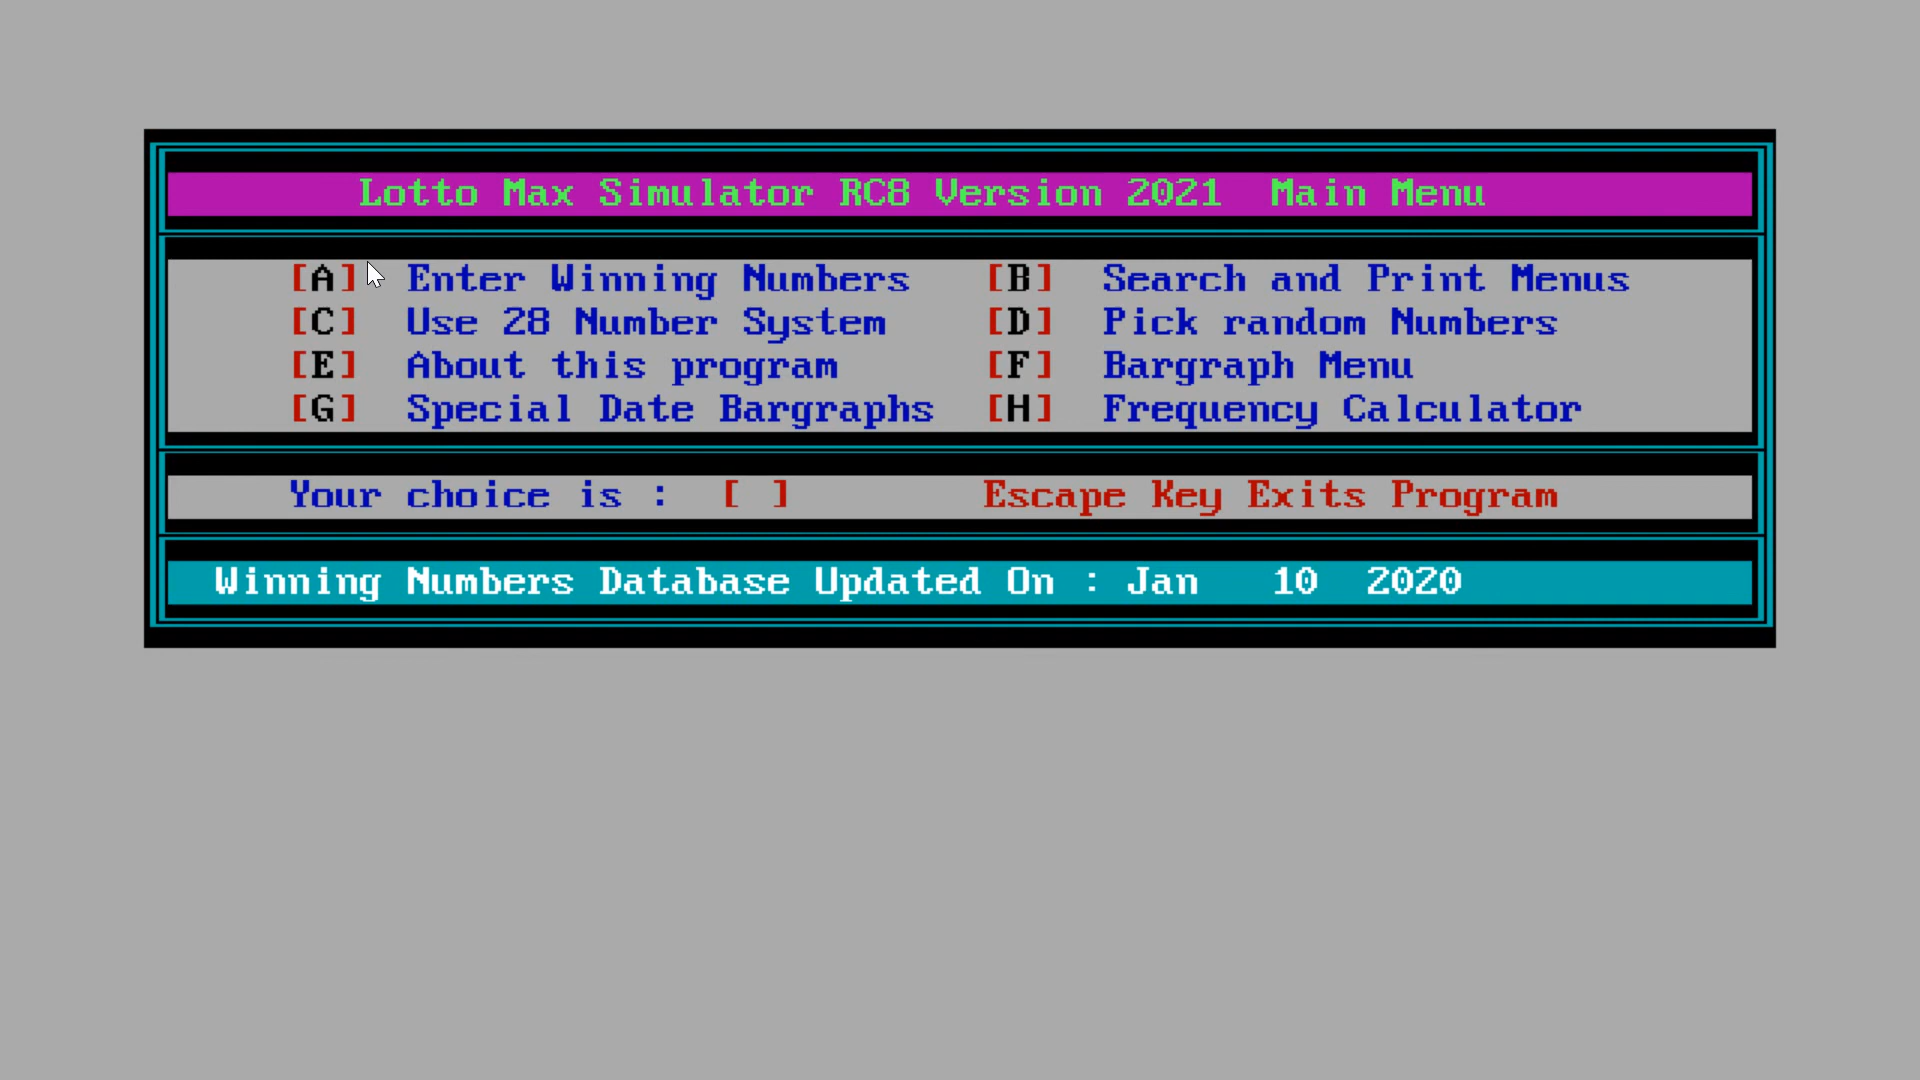 Lotto Max Simulator RC8 Version 2021  Main Menu
[A]  Enter Winning Numbers  [B]  Search and Print Menus
[C]  Use 28 Number System  [D]  Pick random Numbers
[E]  About this program  [F]  Bargraph Menu
[G]  Special Date Bargraphs  [H]  Frequency Calculator
Your choice is :  [ ]  Escape Key Exits Program
Winning Numbers Database Updated On : Jan  10  2020